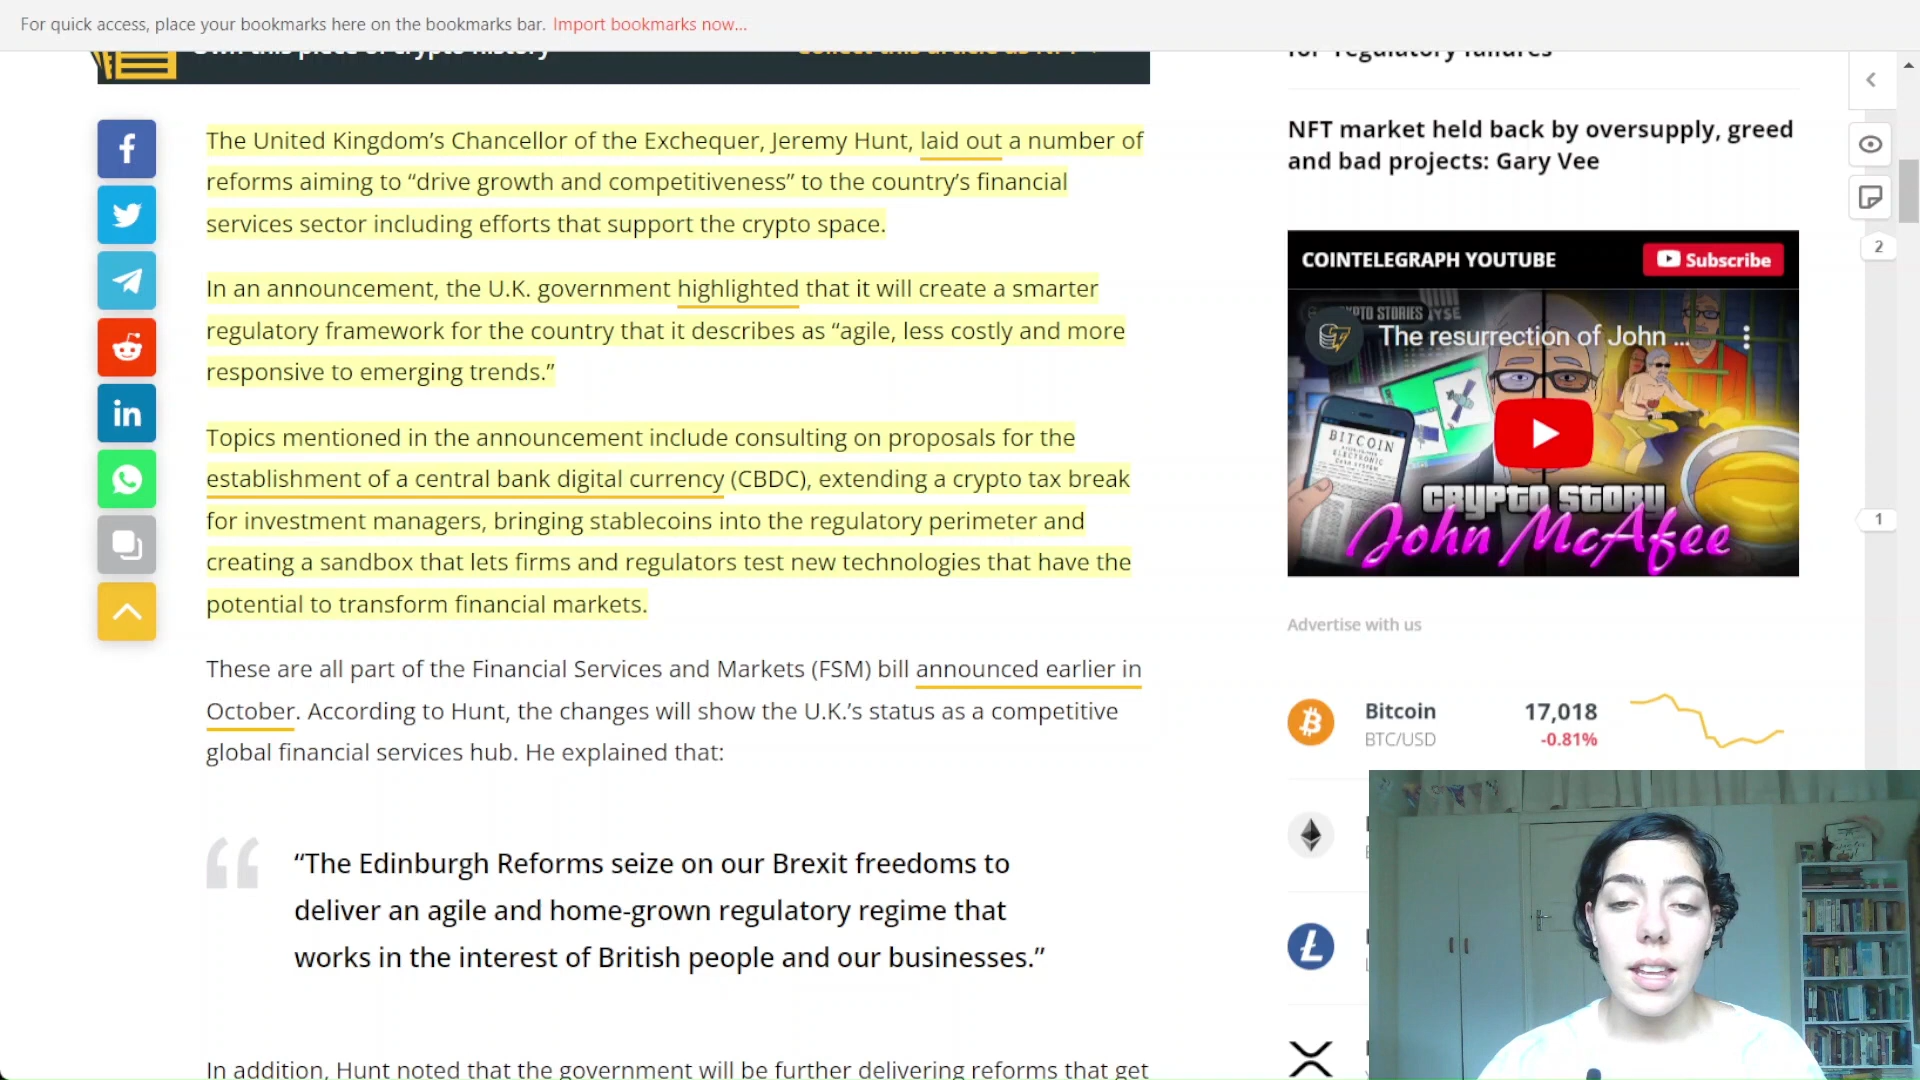 For quick access, place your bookmarks here on the bookmarks bar. Import bookmarks now...
The United Kingdom’s Chancellor of the Exchequer, Jeremy Hunt, laid out a number of
reforms aiming to “drive growth and competitiveness” to the country’s financial
services sector including efforts that support the crypto space.
In an announcement, the U.K. government highlighted that it will create a smarter
regulatory framework for the country that it describes as “agile, less costly and more
responsive to emerging trends.”
Topics mentioned in the announcement include consulting on proposals for the
establishment of a central bank digital currency (CBDC), extending a crypto tax break
for investment managers, bringing stablecoins into the regulatory perimeter and
creating a sandbox that lets firms and regulators test new technologies that have the
potential to transform financial markets.
These are all part of the Financial Services and Markets (FSM) bill announced earlier in
October. According to Hunt, the changes will show the U.K.’s status as a competitive
global financial services hub. He explained that:
“The Edinburgh Reforms seize on our Brexit freedoms to
deliver an agile and home-grown regulatory regime that
works in the interest of British people and our businesses.”
In addition, Hunt noted that the government will be further delivering reforms that get
for regulatory failures
NFT market held back by oversupply, greed
and bad projects: Gary Vee
COINTELEGRAPH YOUTUBE
Subscribe
The resurrection of John ...
BITCOIN
CRYPTO STORY
John McAfee
Advertise with us
Bitcoin 17,018
BTC/USD -0.81%
2
1